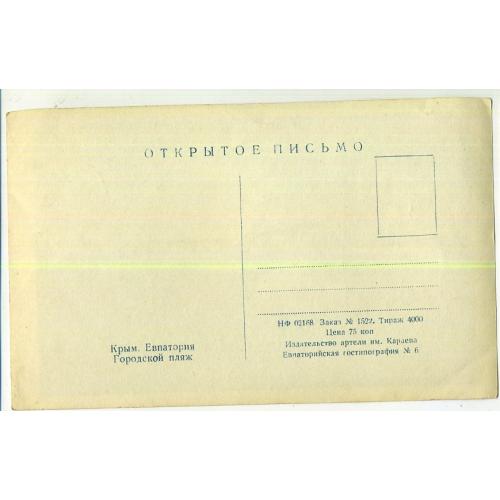 ОТКРЫТОЕ ПИСЬМО
НФ 02168 Заказ № 1522. Тираж 4000
Цена 75 коп
Издательство артели им. Караева
Евпаторийская гостипография № 6
Крым. Евпатория
Городской пляж